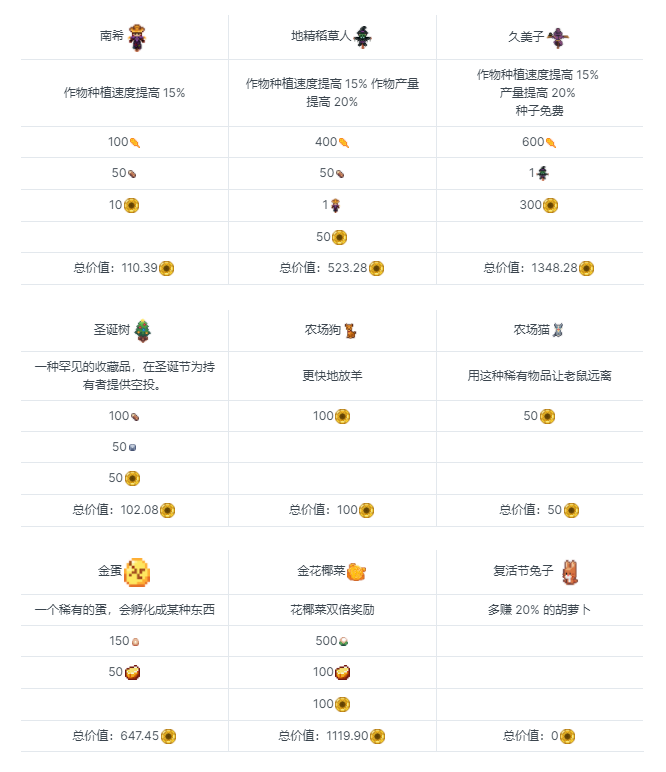 南希 地精稻草人 久美子
作物种植速度提高 15% 作物种植速度提高 15% 作物产量 作物种植速度提高 15%
提高 20% 产量提高 20%
种子免费
100 400 600
50 50 1
10 1 300
50
总价值：110.39 总价值：523.28 总价值：1348.28
圣诞树 农场狗 农场猫
一种罕见的收藏品，在圣诞节为持 更快地放羊 用这种稀有物品让老鼠远离
有者提供空投。
100 100 50
50
50
总价值：102.08 总价值：100 总价值：50
金蛋 金花椰菜 复活节兔子
一个稀有的蛋，会孵化成某种东西 花椰菜双倍奖励 多赚 20% 的胡萝卜
150 500
50 100
100
总价值：647.45 总价值：1119.90 总价值：0